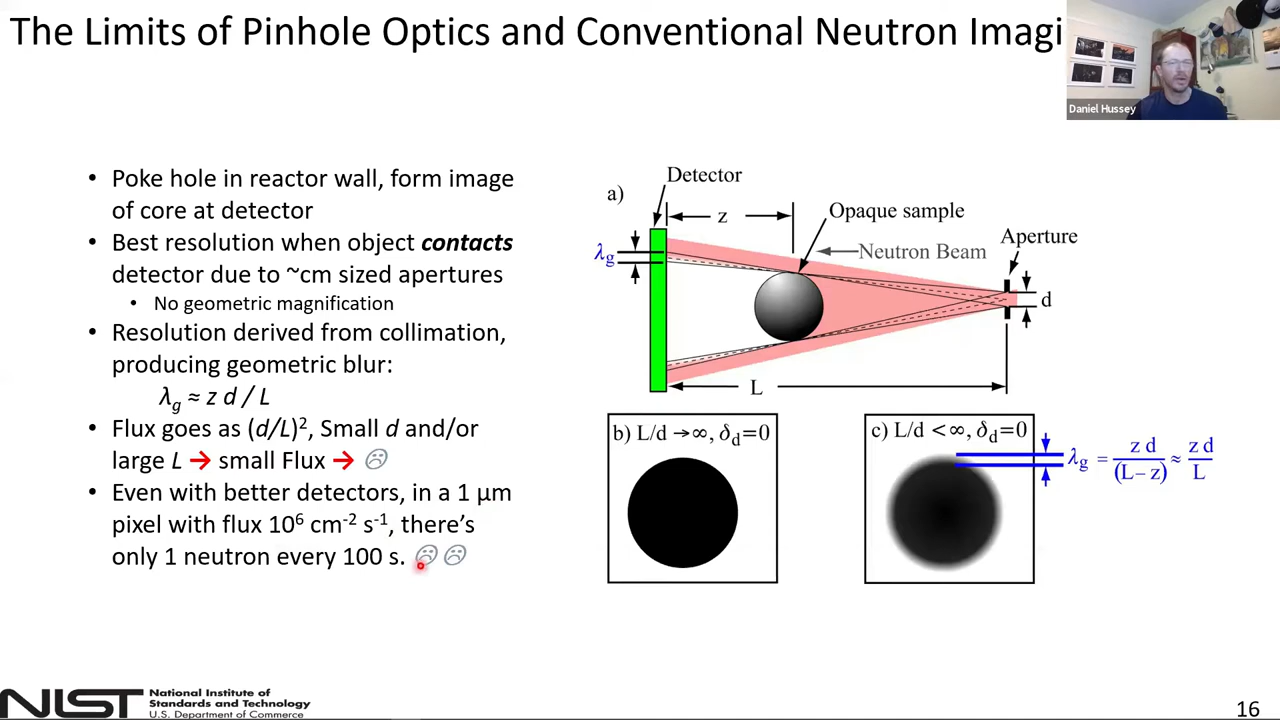 The Limits of Pinhole Optics and Conventional Neutron Imagi
Daniel Hussey
• Poke hole in reactor wall, form image
of core at detector
• Best resolution when object contacts
detector due to ~cm sized apertures
• No geometric magnification
• Resolution derived from collimation,
producing geometric blur:
λg ≈ z d / L
• Flux goes as (d/L)², Small d and/or
large L → small Flux → ☹
• Even with better detectors, in a 1 µm
pixel with flux 10⁶ cm⁻² s⁻¹, there’s
only 1 neutron every 100 s. ☹ ☹
a)
Detector
z
Opaque sample
Neutron Beam
Aperture
λg
d
L
b) L/d →∞, δd=0
c) L/d <∞, δd=0
λg = z d / (L – z) ≈ z d / L
NIST
National Institute of
Standards and Technology
U.S. Department of Commerce
16